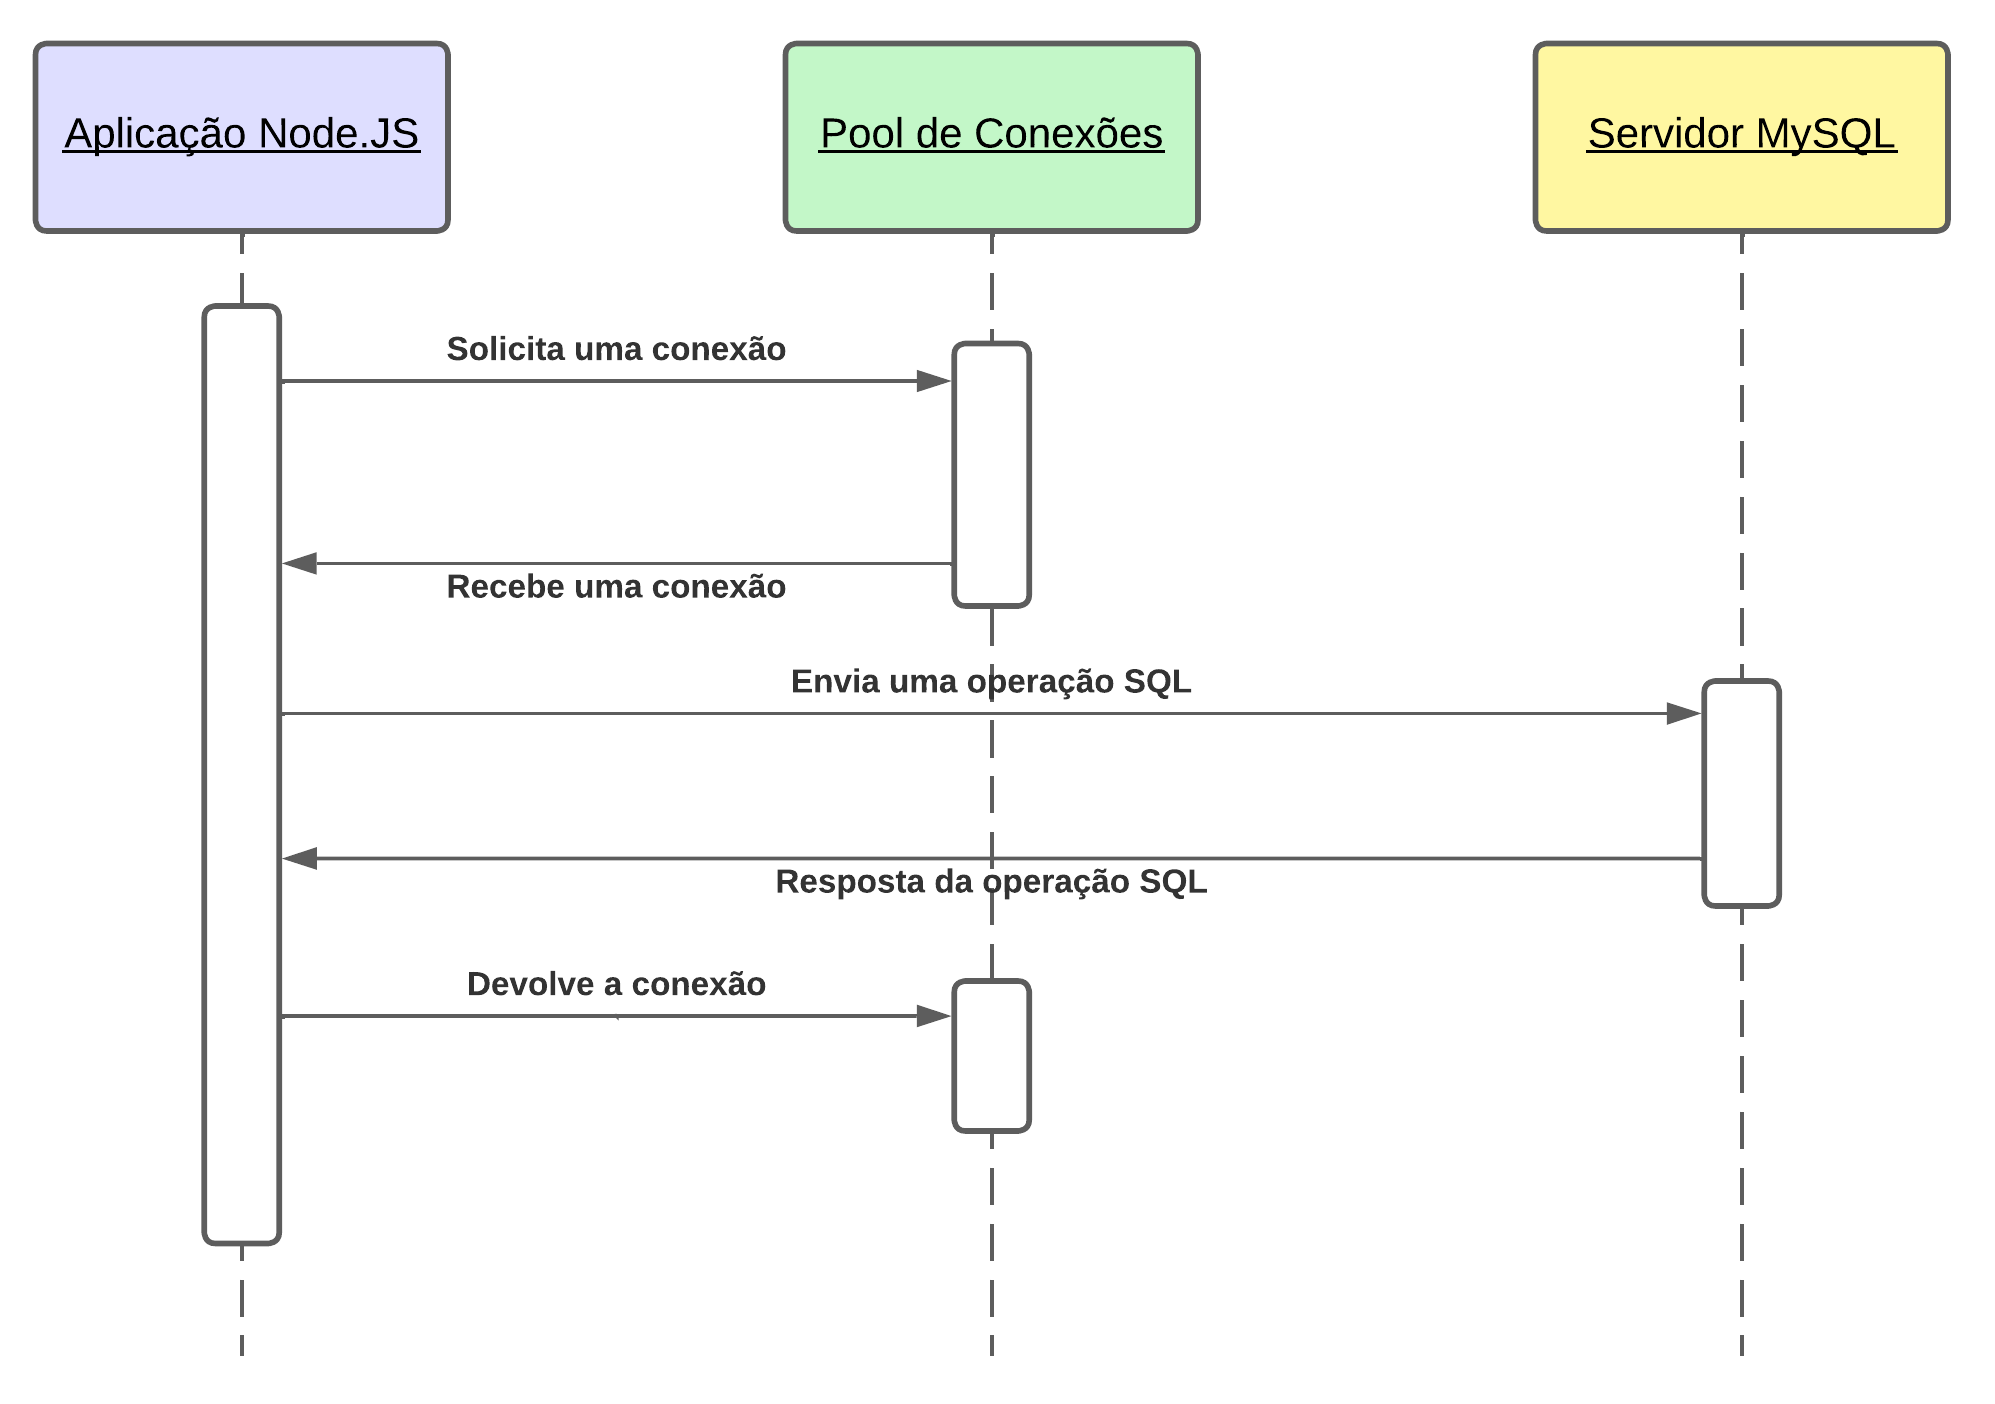 Aplicação Node.JS
Pool de Conexões
Servidor MySQL
Solicita uma conexão
Recebe uma conexão
Envia uma operação SQL
Resposta da operação SQL
Devolve a conexão